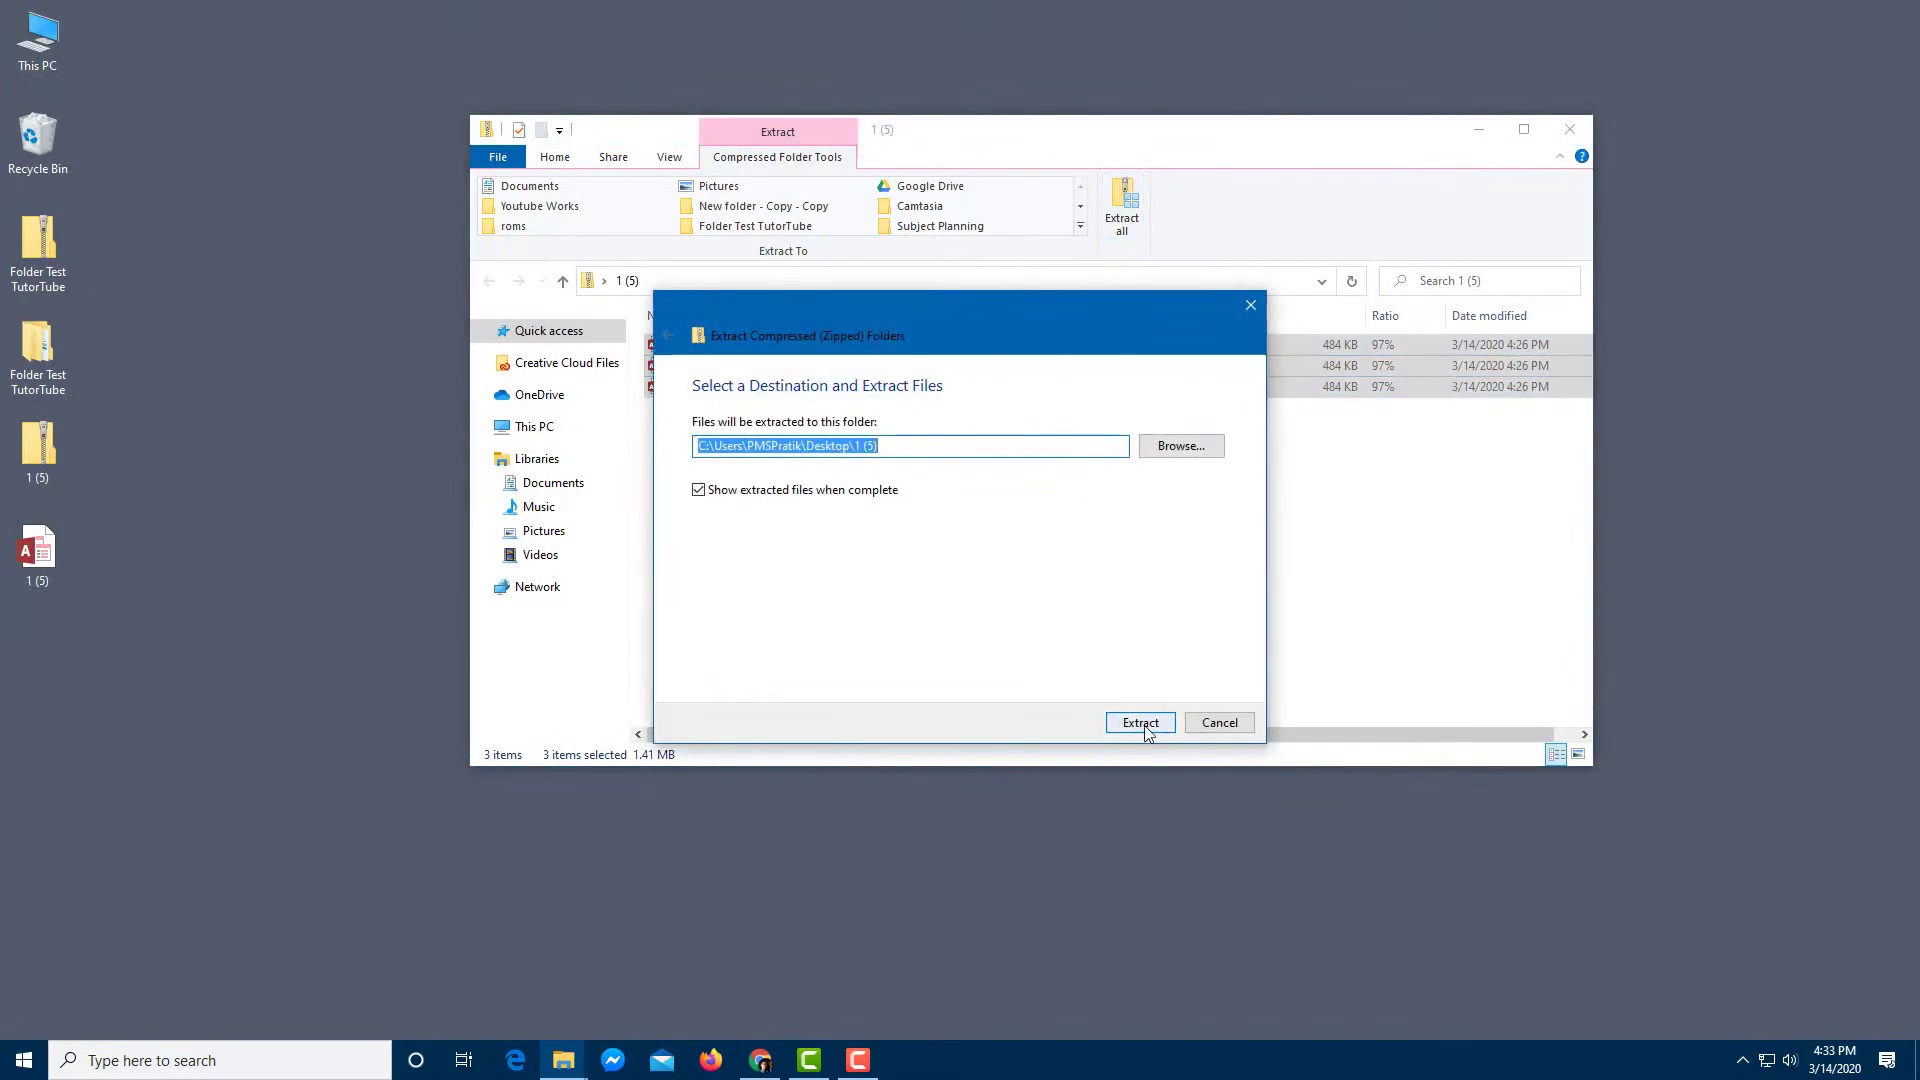 This PC
Recycle Bin
Folder Test
TutorTube
Folder Test
TutorTube
1 (5)
1 (5)
Extract
1 (5)
File
Home
Share
View
Compressed Folder Tools
Documents
Pictures
Google Drive
Youtube Works
New folder - Copy - Copy
Camtasia
roms
Folder Test TutorTube
Subject Planning
Extract
all
Extract To
1 (5)
Search 1 (5)
Ratio
Date modified
Quick access
Creative Cloud Files
OneDrive
This PC
Libraries
Documents
Music
Pictures
Videos
Network
484 KB 97% 3/14/2020 4:26 PM
484 KB 97% 3/14/2020 4:26 PM
484 KB 97% 3/14/2020 4:26 PM
Extract Compressed (Zipped) Folders
Select a Destination and Extract Files
Files will be extracted to this folder:
C:\Users\PMSPratik\Desktop\1 (5)
Browse...
Show extracted files when complete
Extract
Cancel
3 items 3 items selected 1.41 MB
Type here to search
4:33 PM
3/14/2020